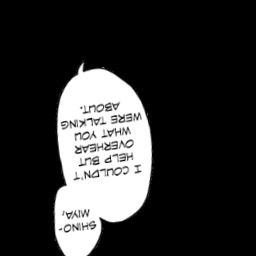 SHINO-
MIYA,
I COULDN'T
HELP BUT
OVERHEAR
WHAT YOU
WERE TALKING
ABOUT.